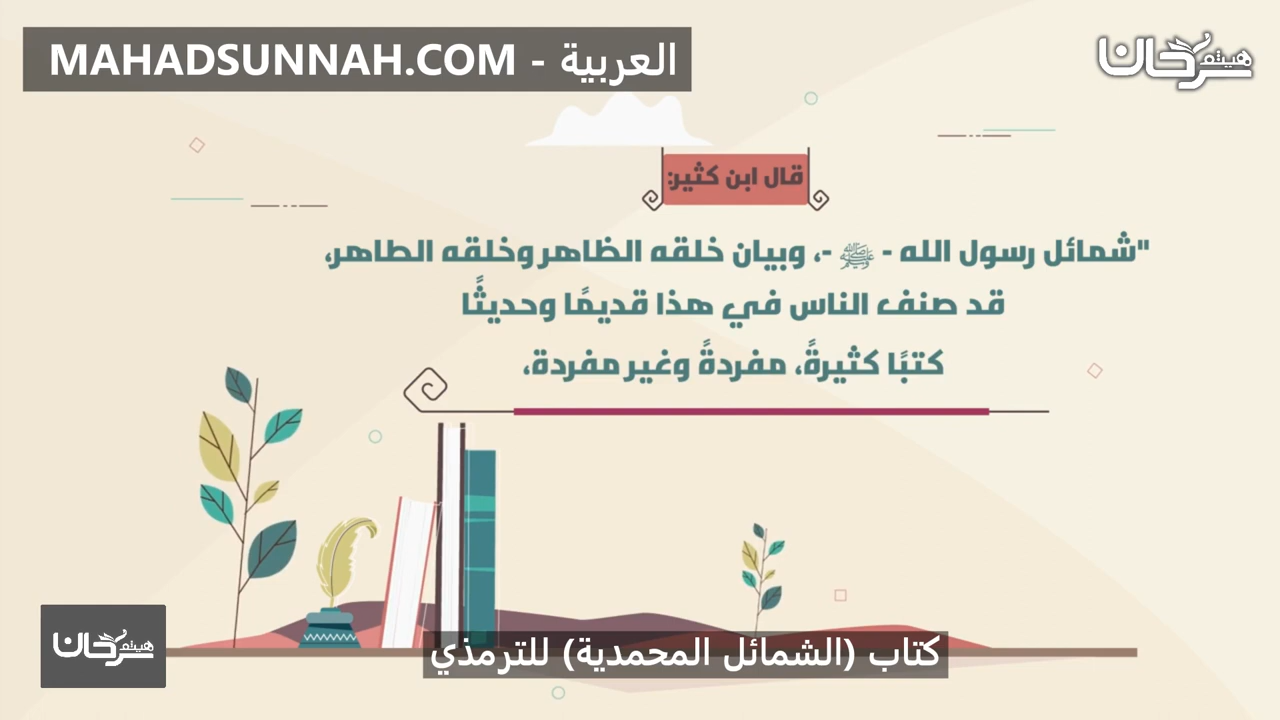 MAHADSUNNAH.COM - العربية
هيثم سرحان
قال ابن كثير:
"شمائل رسول الله - ﷺ -، وبيان خلقه الظاهر وخلقه الطاهر،
قد صنف الناس في هذا قديمًا وحديثًا
كتبًا كثيرةً، مفردةً وغير مفردة،
كتاب (الشمائل المحمدية) للترمذي
هيثم سرحان